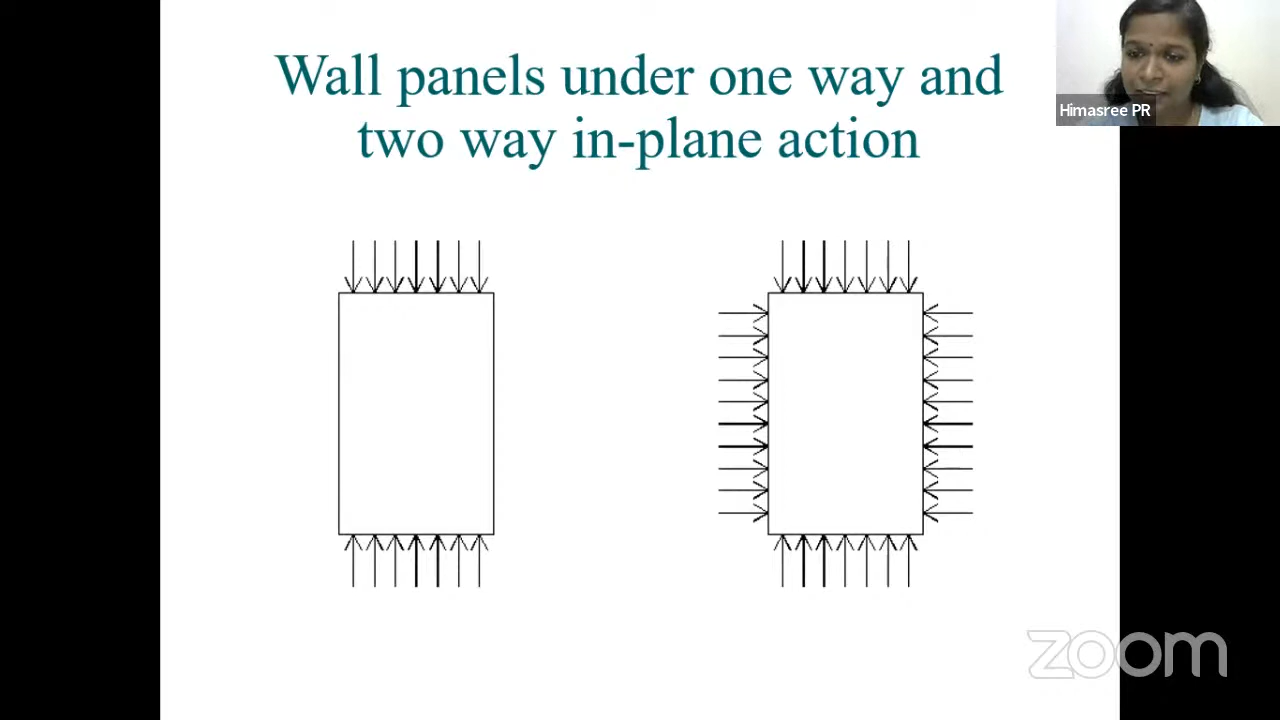 Wall panels under one way and
two way in-plane action
Himasree PR
zoom